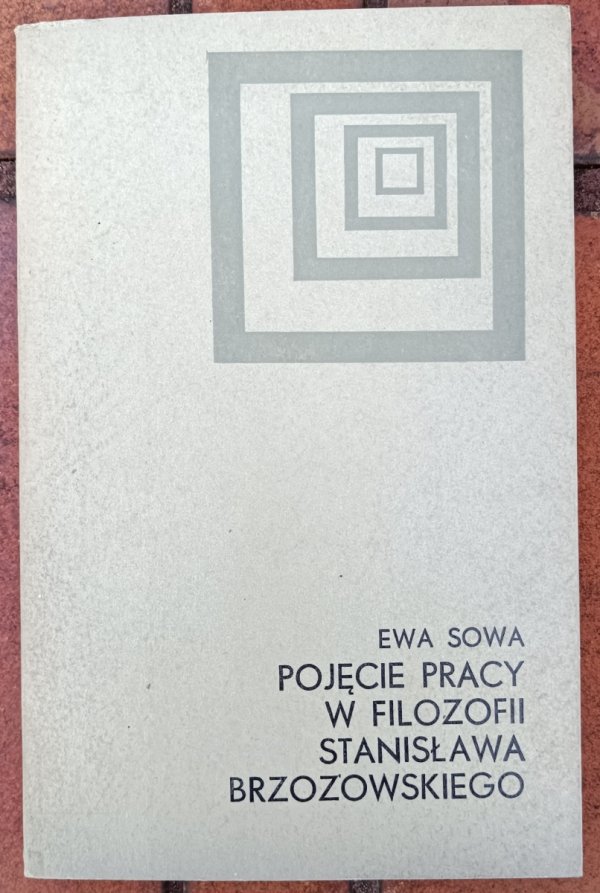 EWA SOWA
POJĘCIE PRACY
W FILOZOFII
STANISŁAWA
BRZOZOWSKIEGO